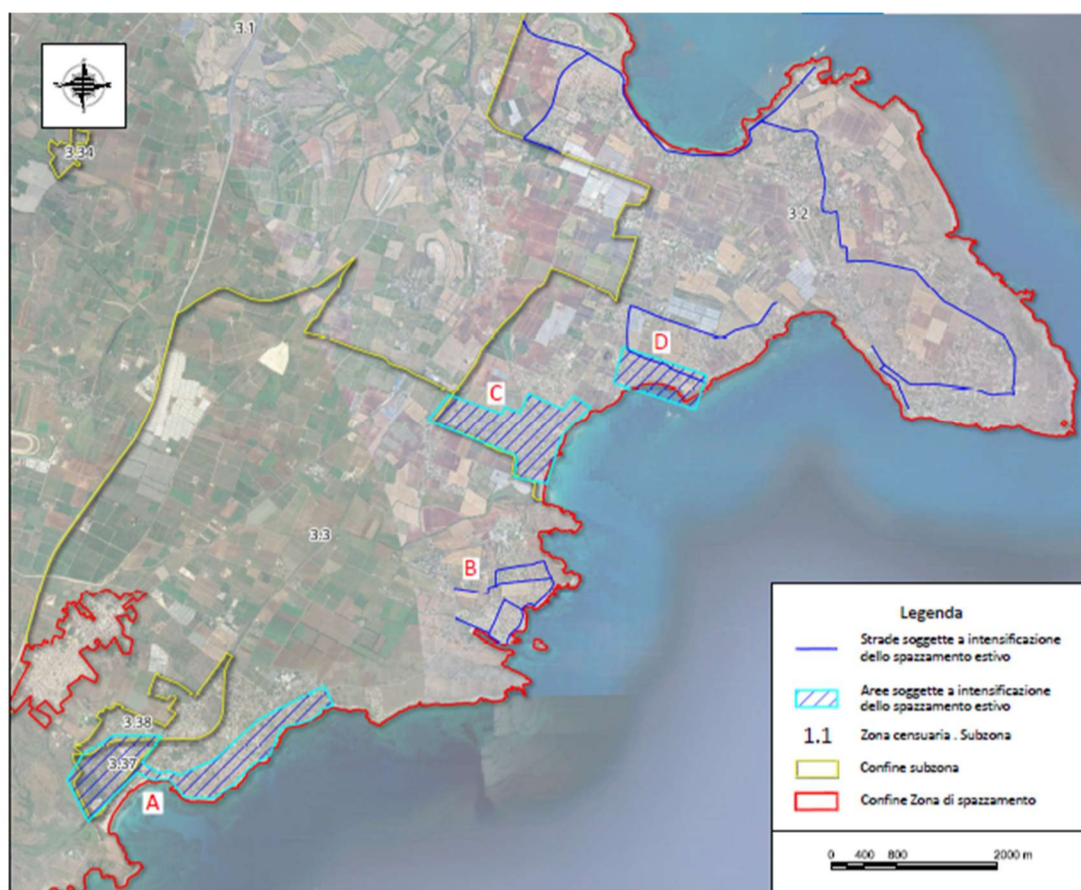 3.1
3.34
3.2
D
C
3.3
B
3.38
3.37
A
Legenda
Strade soggette a intensificazione
dello spazzamento estivo
Aree soggette a intensificazione
dello spazzamento estivo
1.1 Zona censuaria . Subzona
Confine subzona
Confine Zona di spazzamento
0 400 800 2000 m